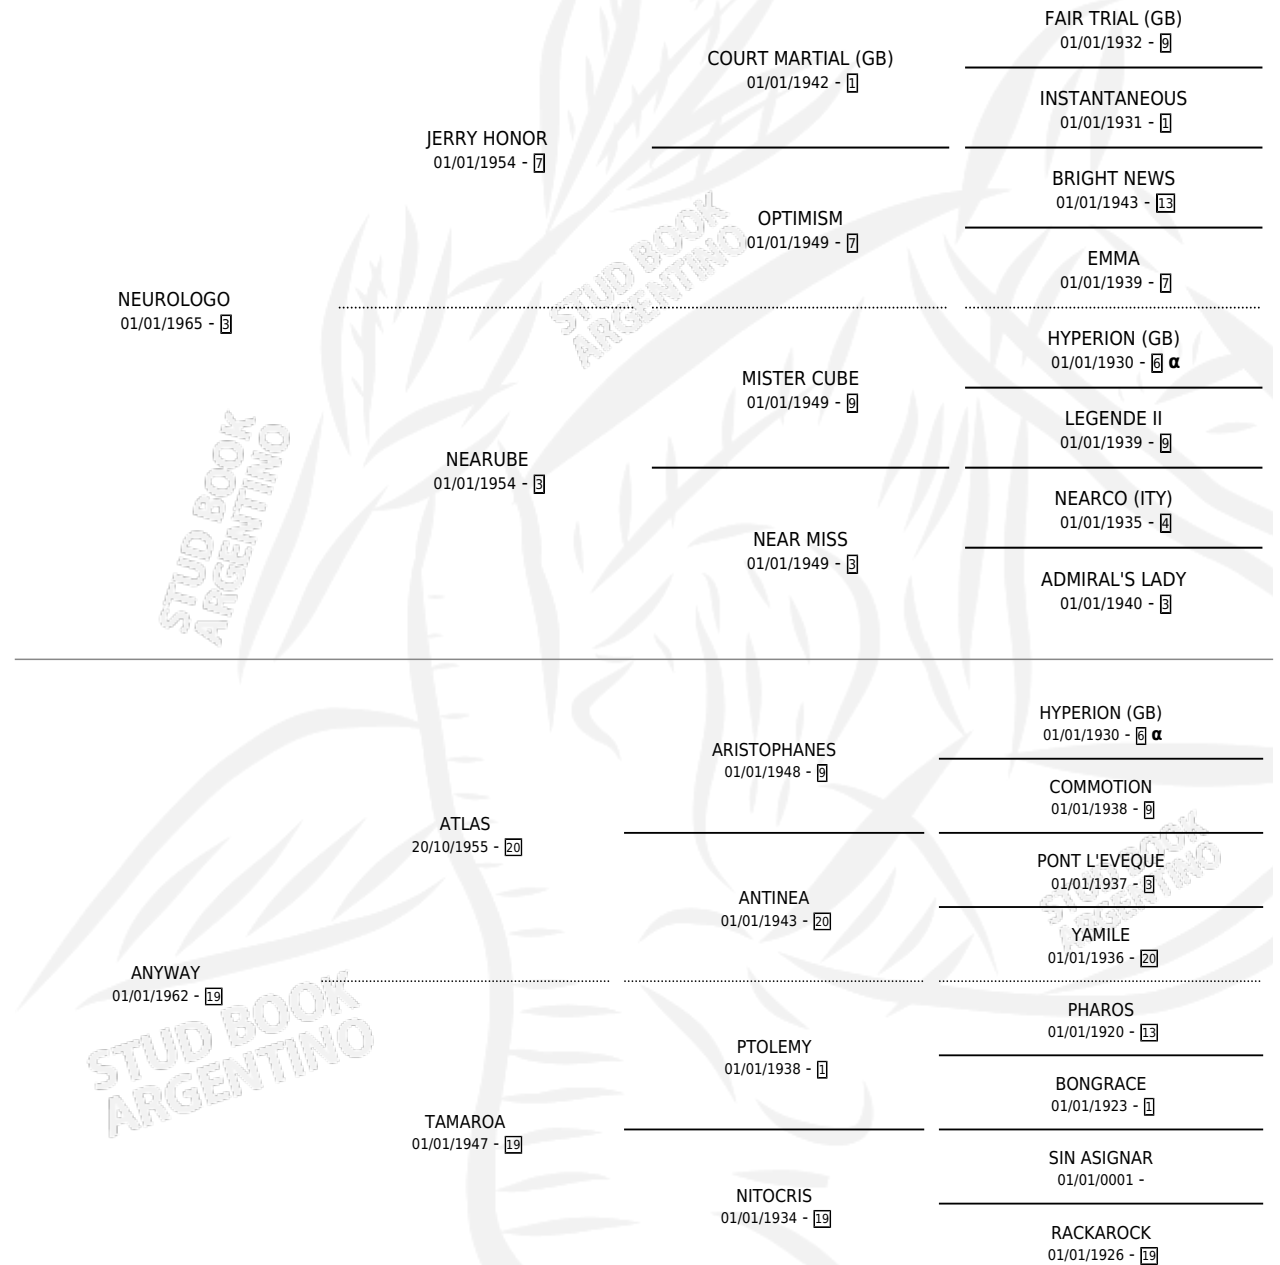 FAIR TRIAL (GB)
01/01/1932 - 9
COURT MARTIAL (GB)
01/01/1942 - 1
INSTANTANEOUS
01/01/1931 - 1
JERRY HONOR
01/01/1954 - 7
BRIGHT NEWS
01/01/1943 - 13
OPTIMISM
01/01/1949 - 7
EMMA
01/01/1939 - 7
NEUROLOGO
01/01/1965 - 3
HYPERION (GB)
01/01/1930 - 6 α
MISTER CUBE
01/01/1949 - 9
LEGENDE II
01/01/1939 - 9
NEARUBE
01/01/1954 - 3
NEARCO (ITY)
01/01/1935 - 4
NEAR MISS
01/01/1949 - 3
ADMIRAL'S LADY
01/01/1940 - 3
HYPERION (GB)
01/01/1930 - 6 α
ARISTOPHANES
01/01/1948 - 9
COMMOTION
01/01/1938 - 9
ATLAS
20/10/1955 - 20
PONT L'EVEQUE
01/01/1937 - 3
ANTINEA
01/01/1943 - 20
YAMILE
01/01/1936 - 20
ANYWAY
01/01/1962 - 19
PHAROS
01/01/1920 - 13
PTOLEMY
01/01/1938 - 1
BONGRACE
01/01/1923 - 1
TAMAROA
01/01/1947 - 19
SIN ASIGNAR
01/01/0001 -
NITOCRIS
01/01/1934 - 19
RACKAROCK
01/01/1926 - 19
STUD BOOK
ARGENTINO
STUD BOOK
ARGENTINO
STUD BOOK
ARGENTINO
STUD BOOK
ARGENTINO